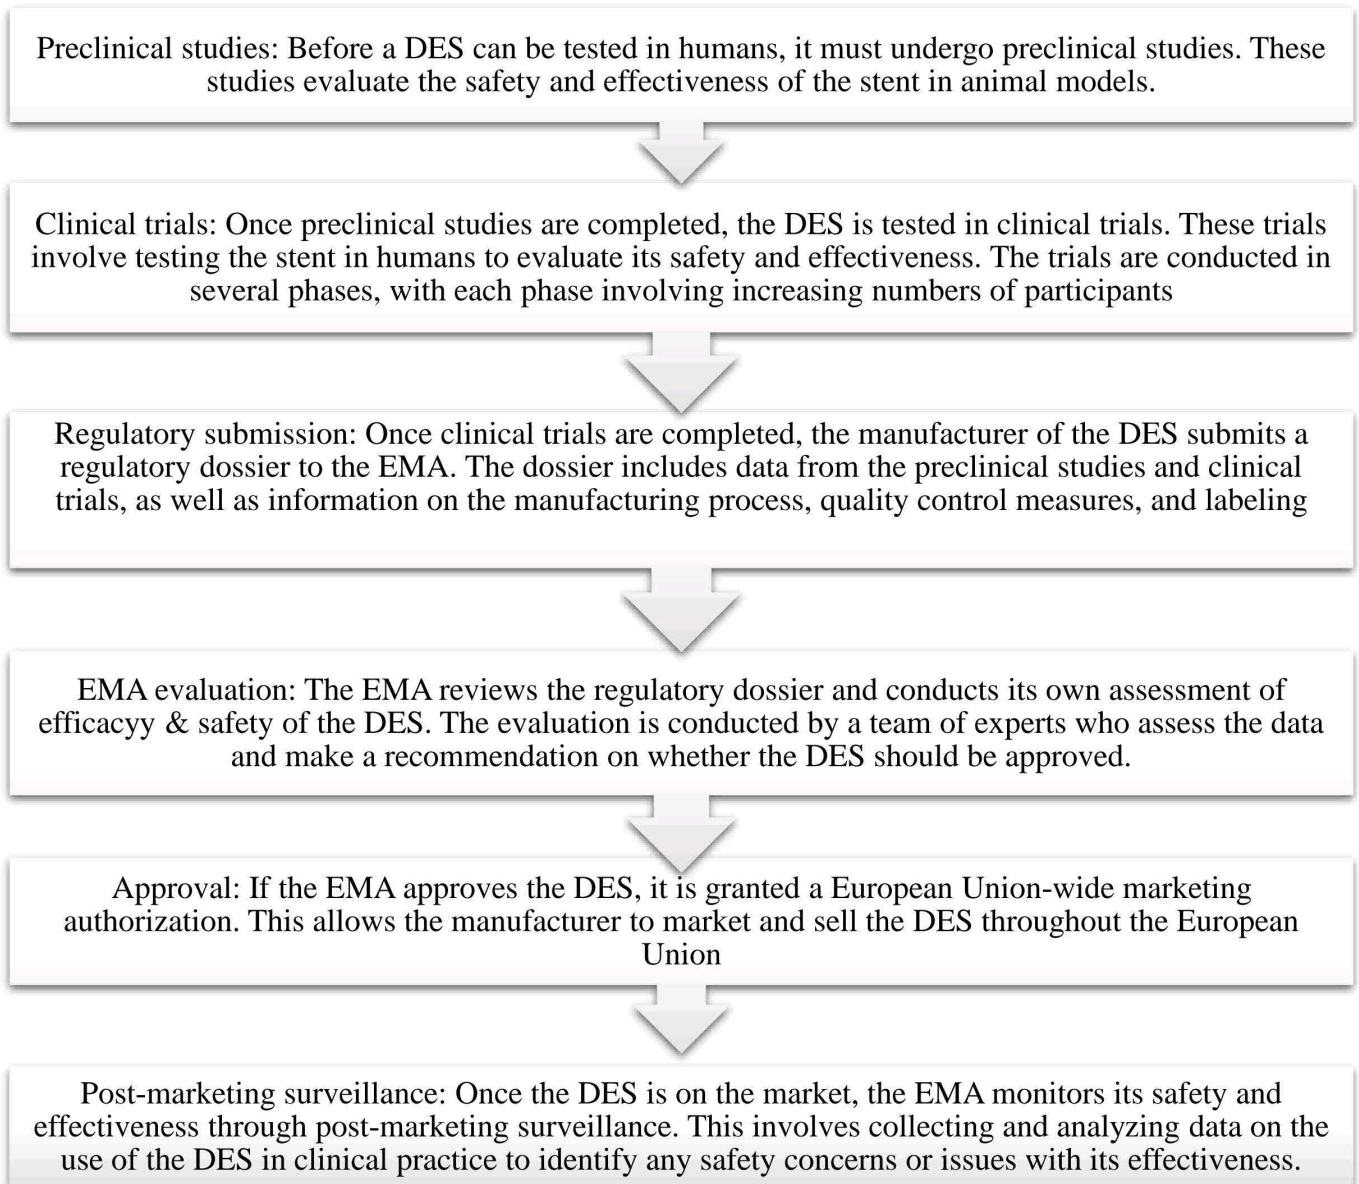 Preclinical studies: Before a DES can be tested in humans, it must undergo preclinical studies. These
studies evaluate the safety and effectiveness of the stent in animal models.
Clinical trials: Once preclinical studies are completed, the DES is tested in clinical trials. These trials
involve testing the stent in humans to evaluate its safety and effectiveness. The trials are conducted in
several phases, with each phase involving increasing numbers of participants
Regulatory submission: Once clinical trials are completed, the manufacturer of the DES submits a
regulatory dossier to the EMA. The dossier includes data from the preclinical studies and clinical
trials, as well as information on the manufacturing process, quality control measures, and labeling
EMA evaluation: The EMA reviews the regulatory dossier and conducts its own assessment of
efficacyy & safety of the DES. The evaluation is conducted by a team of experts who assess the data
and make a recommendation on whether the DES should be approved.
Approval: If the EMA approves the DES, it is granted a European Union-wide marketing
authorization. This allows the manufacturer to market and sell the DES throughout the European
Union
Post-marketing surveillance: Once the DES is on the market, the EMA monitors its safety and
effectiveness through post-marketing surveillance. This involves collecting and analyzing data on the
use of the DES in clinical practice to identify any safety concerns or issues with its effectiveness.